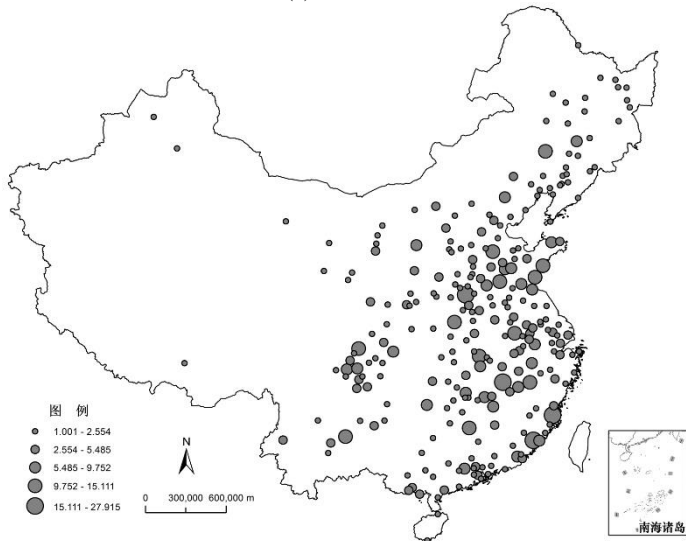 图 例
1.001 - 2.554
2.554 - 5.485
5.485 - 9.752
9.752 - 15.111
15.111 - 27.915
N
0 300,000 600,000 m
南海诸岛